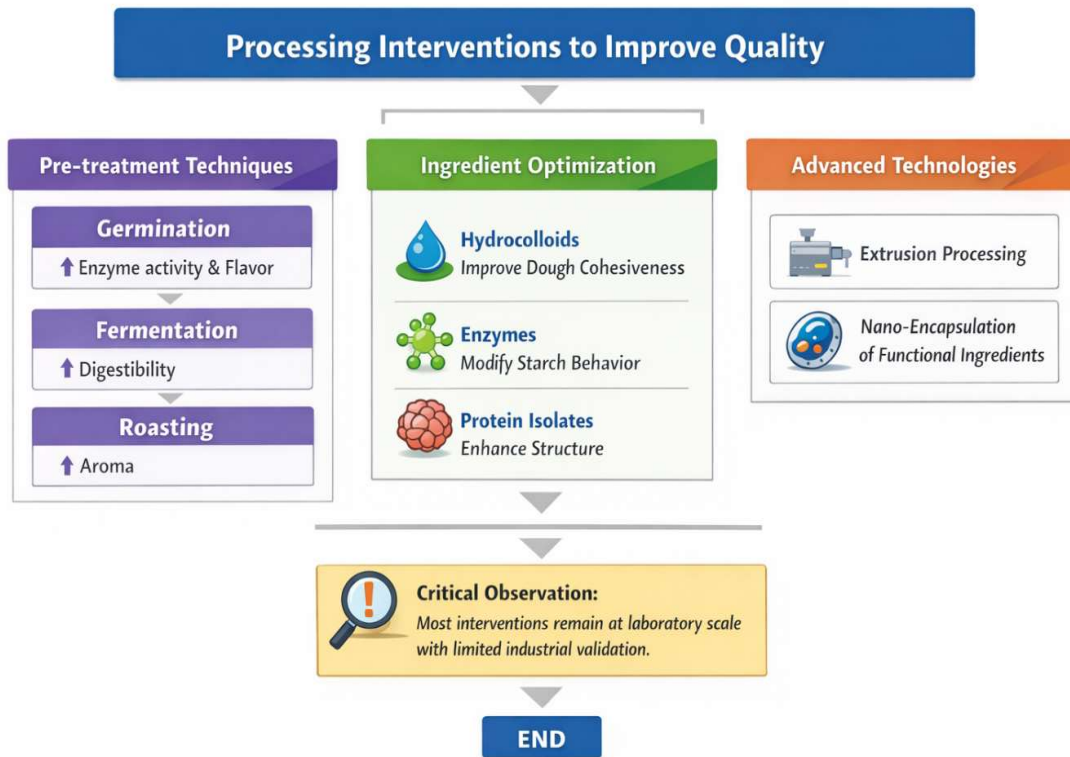 Processing Interventions to Improve Quality
Pre-treatment Techniques
Germination
↑ Enzyme activity & Flavor
Fermentation
↑ Digestibility
Roasting
↑ Aroma
Ingredient Optimization
Hydrocolloids
Improve Dough Cohesiveness
Enzymes
Modify Starch Behavior
Protein Isolates
Enhance Structure
Advanced Technologies
Extrusion Processing
Nano-Encapsulation
of Functional Ingredients
!
Critical Observation:
Most interventions remain at laboratory scale
with limited industrial validation.
END